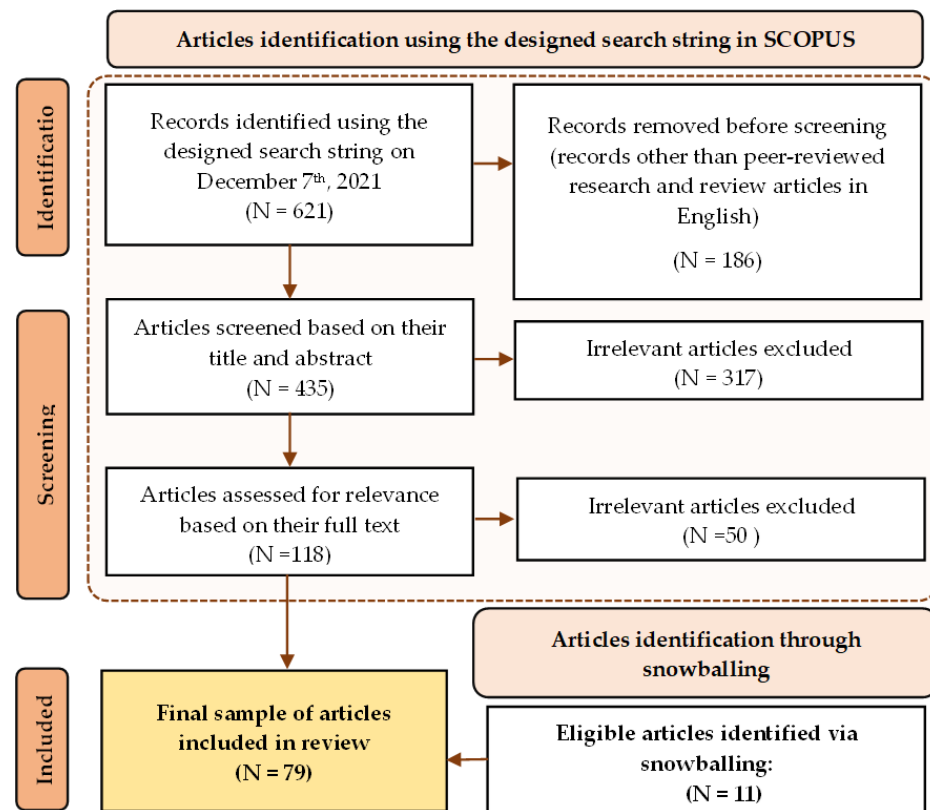 Articles identification using the designed search string in SCOPUS
Identificatio
Records identified using the
designed search string on
December 7th, 2021
(N = 621)
Records removed before screening
(records other than peer-reviewed
research and review articles in
English)
(N = 186)
Screening
Articles screened based on their
title and abstract
(N = 435)
Irrelevant articles excluded
(N = 317)
Articles assessed for relevance
based on their full text
(N =118)
Irrelevant articles excluded
(N =50 )
Articles identification through
snowballing
Included
Final sample of articles
included in review
(N = 79)
Eligible articles identified via
snowballing:
(N = 11)